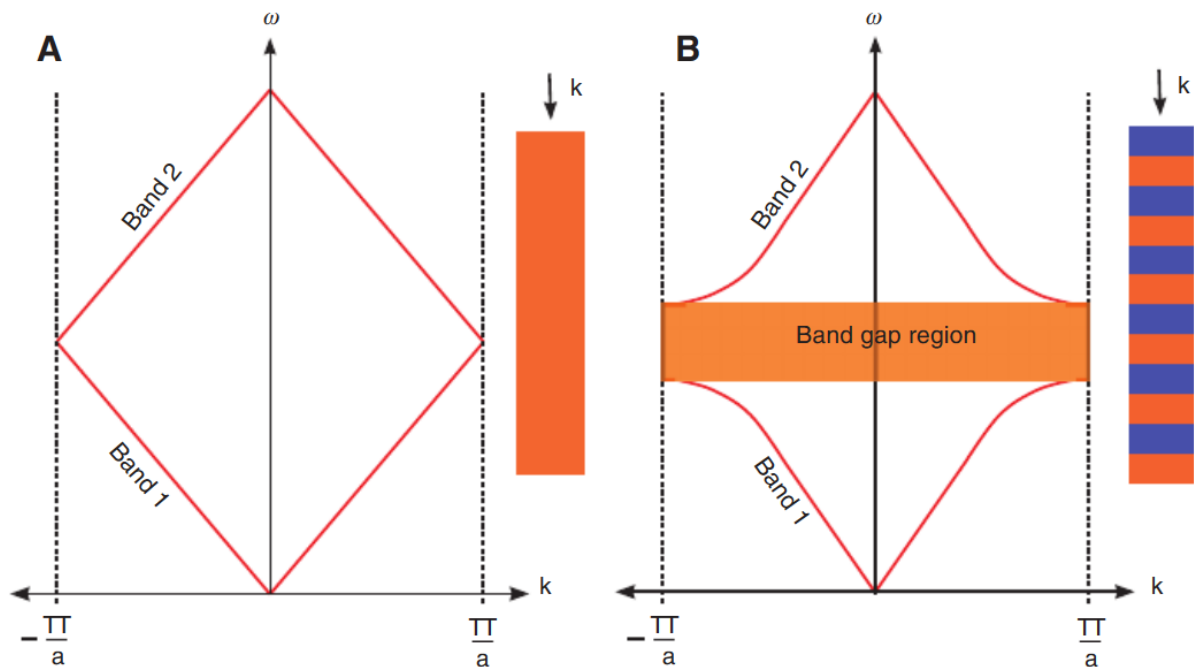 A
ω
k
Band 2
Band 1
k
− π/a
π/a
B
ω
k
Band 2
Band gap region
Band 1
k
− π/a
π/a